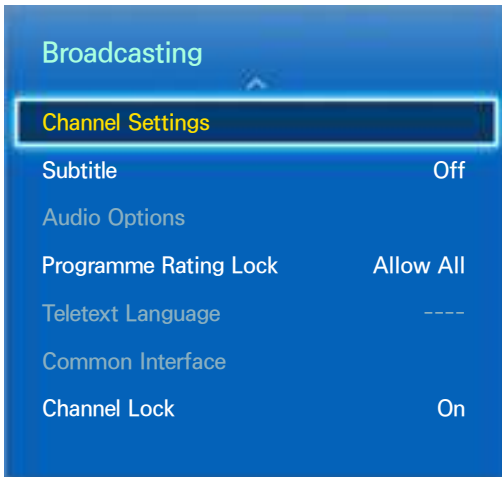 Broadcasting
Channel Settings
Subtitle Off
Audio Options
Programme Rating Lock Allow All
Teletext Language ----
Common Interface
Channel Lock On